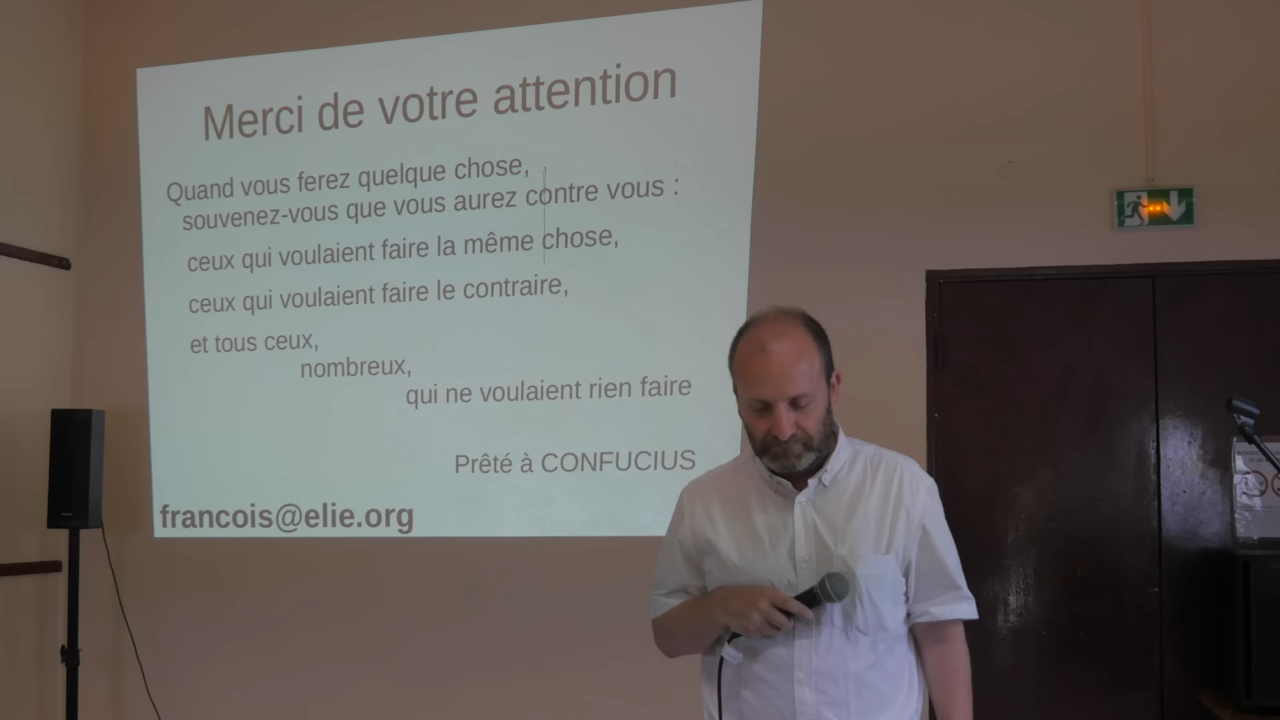 Merci de votre attention
Quand vous ferez quelque chose,
souvenez-vous que vous aurez contre vous :
ceux qui voulaient faire la même chose,
ceux qui voulaient faire le contraire,
et tous ceux,
nombreux,
qui ne voulaient rien faire
Prêté à CONFUCIUS
francois@elie.org